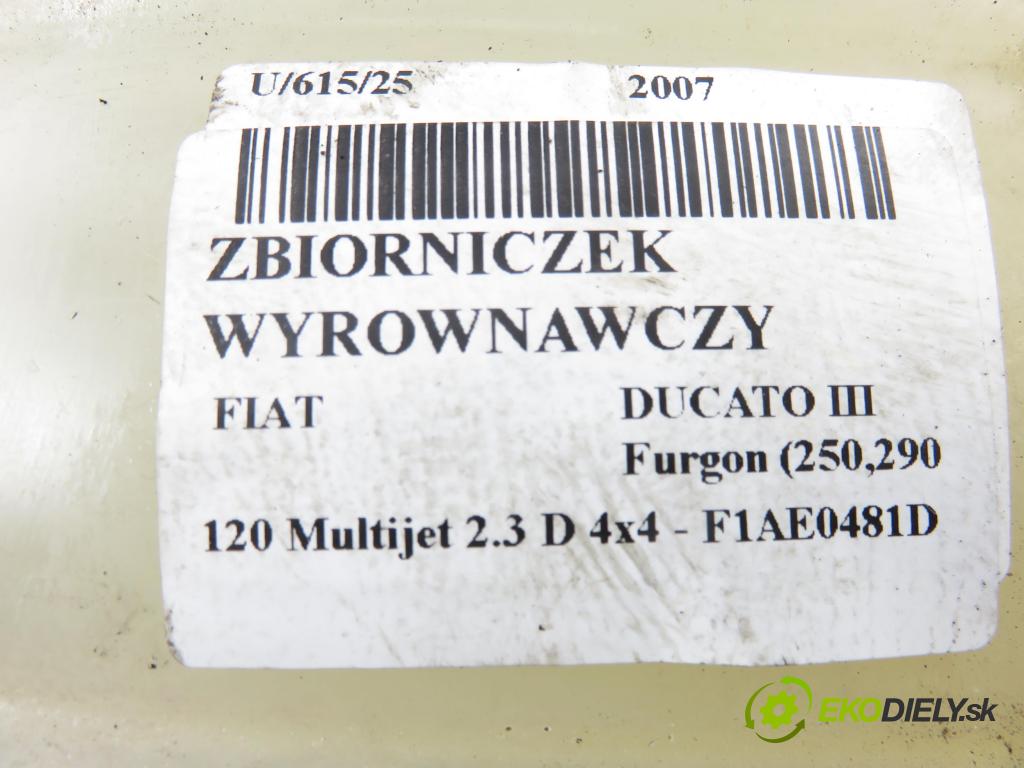 U/615/25 2007
ZBIORNICZEK
WYROWNAWCZY
FIAT DUCATO III
Furgon (250,290
120 Multijet 2.3 D 4x4 - F1AE0481D
EKODIELY.sk